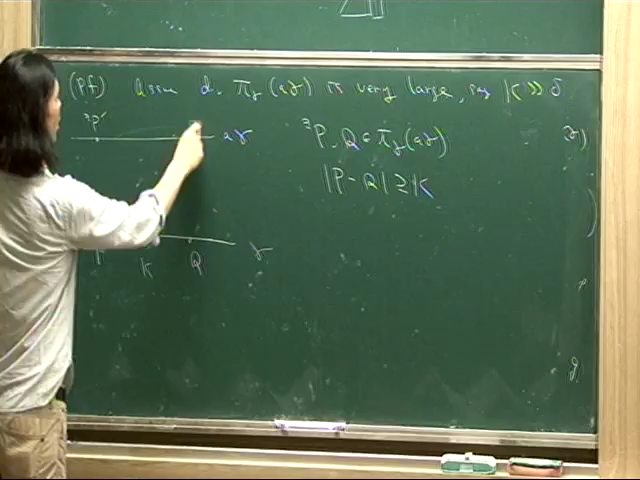 (pf) Assume d. π_γ(aγ) is very large, say K >> δ
∃P'
aγ
∃P, Q ∈ π_γ(aγ)
|P - Q| ≥ K
P K Q γ